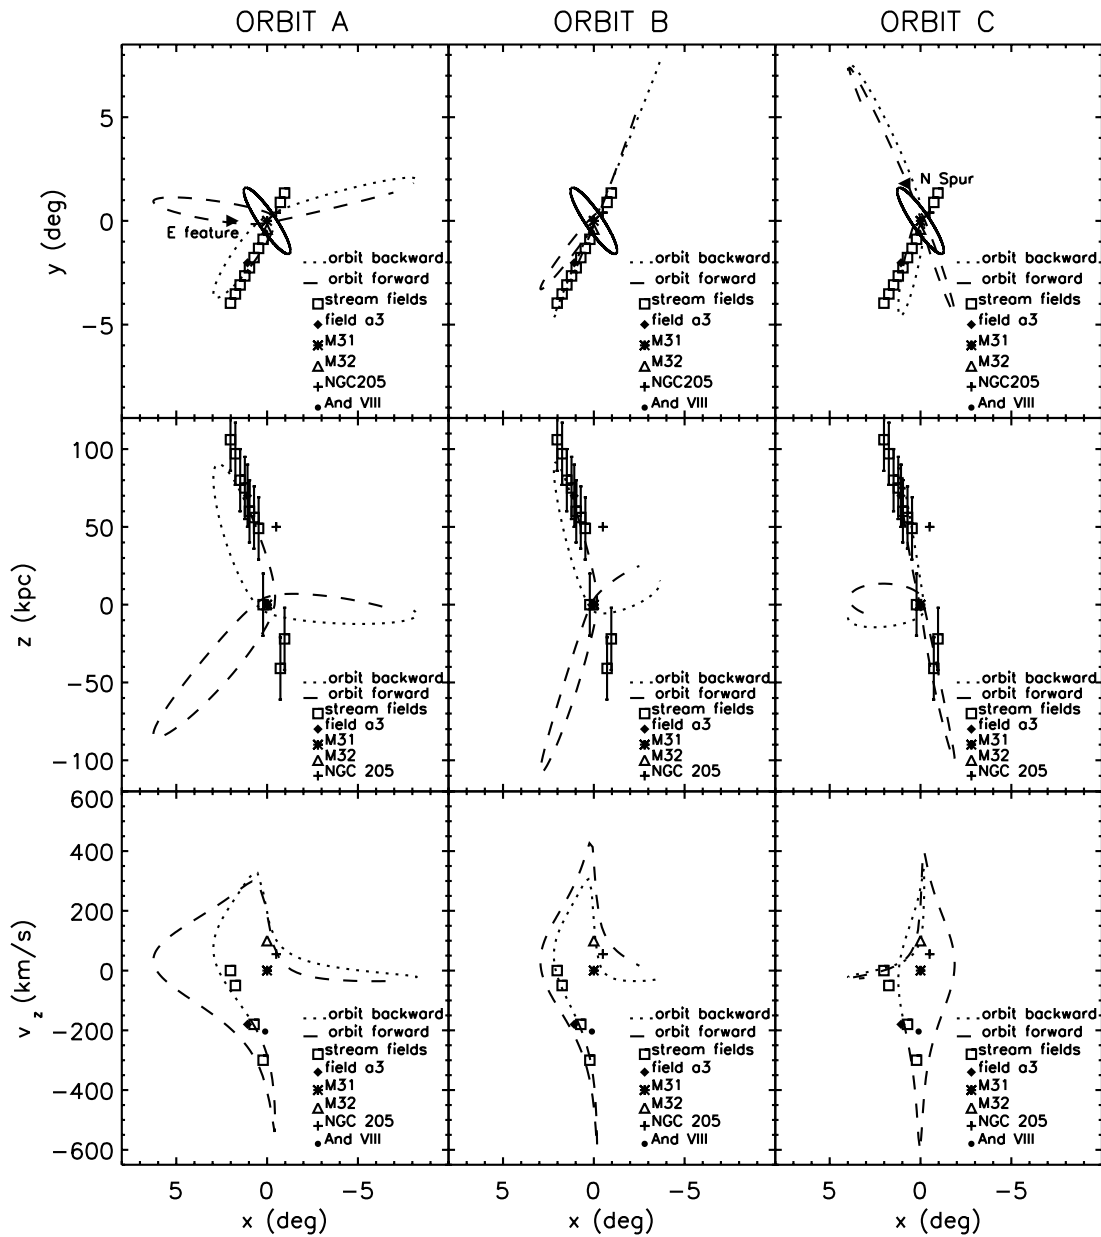 ORBIT A
ORBIT B
ORBIT C
y (deg)
5
0
−5
E feature
orbit backward
orbit forward
stream fields
field a3
M31
M32
NGC205
And VIII
orbit backward
orbit forward
stream fields
field a3
M31
M32
NGC205
And VIII
N Spur
orbit backward
orbit forward
stream fields
field a3
M31
M32
NGC205
And VIII
z (kpc)
100
50
0
−50
−100
orbit backward
orbit forward
stream fields
field a3
M31
M32
NGC 205
orbit backward
orbit forward
stream fields
field a3
M31
M32
NGC 205
orbit backward
orbit forward
stream fields
field a3
M31
M32
NGC 205
v_z (km/s)
600
400
200
0
−200
−400
−600
orbit backward
orbit forward
stream fields
field a3
M31
M32
NGC 205
And VIII
orbit backward
orbit forward
stream fields
field a3
M31
M32
NGC 205
And VIII
orbit backward
orbit forward
stream fields
field a3
M31
M32
NGC 205
And VIII
5 0 −5
5 0 −5
5 0 −5
x (deg)
x (deg)
x (deg)